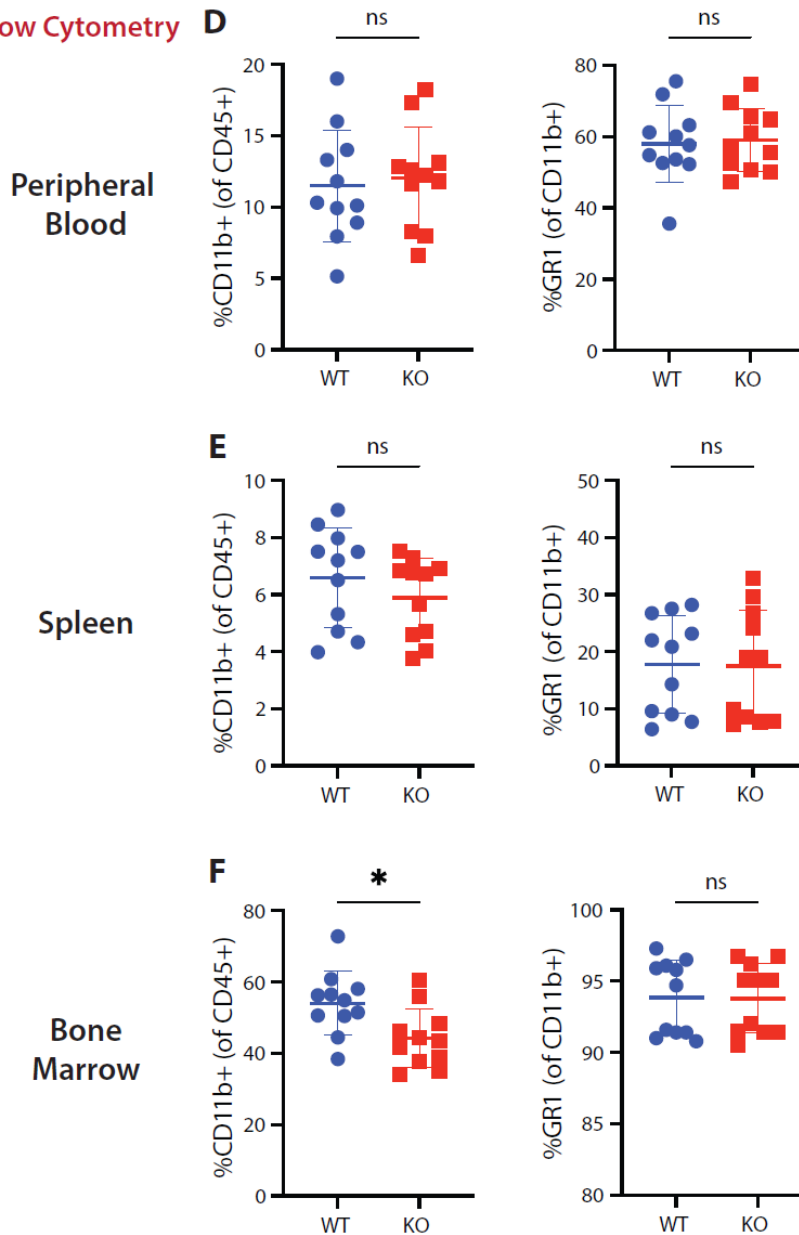 ow Cytometry
D
ns
ns
Peripheral
Blood
%CD11b+ (of CD45+)
20
15
10
5
0
WT
KO
%GR1 (of CD11b+)
80
60
40
20
0
WT
KO
E
ns
ns
Spleen
%CD11b+ (of CD45+)
10
8
6
4
2
0
WT
KO
%GR1 (of CD11b+)
50
40
30
20
10
0
WT
KO
F
*
ns
Bone
Marrow
%CD11b+ (of CD45+)
80
60
40
20
0
WT
KO
%GR1 (of CD11b+)
100
95
90
85
80
WT
KO